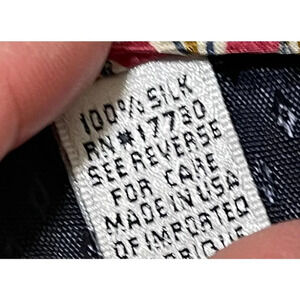 100% SILK
RN#17730
SEE REVERSE
FOR CARE
MADE IN USA
OF IMPORTED